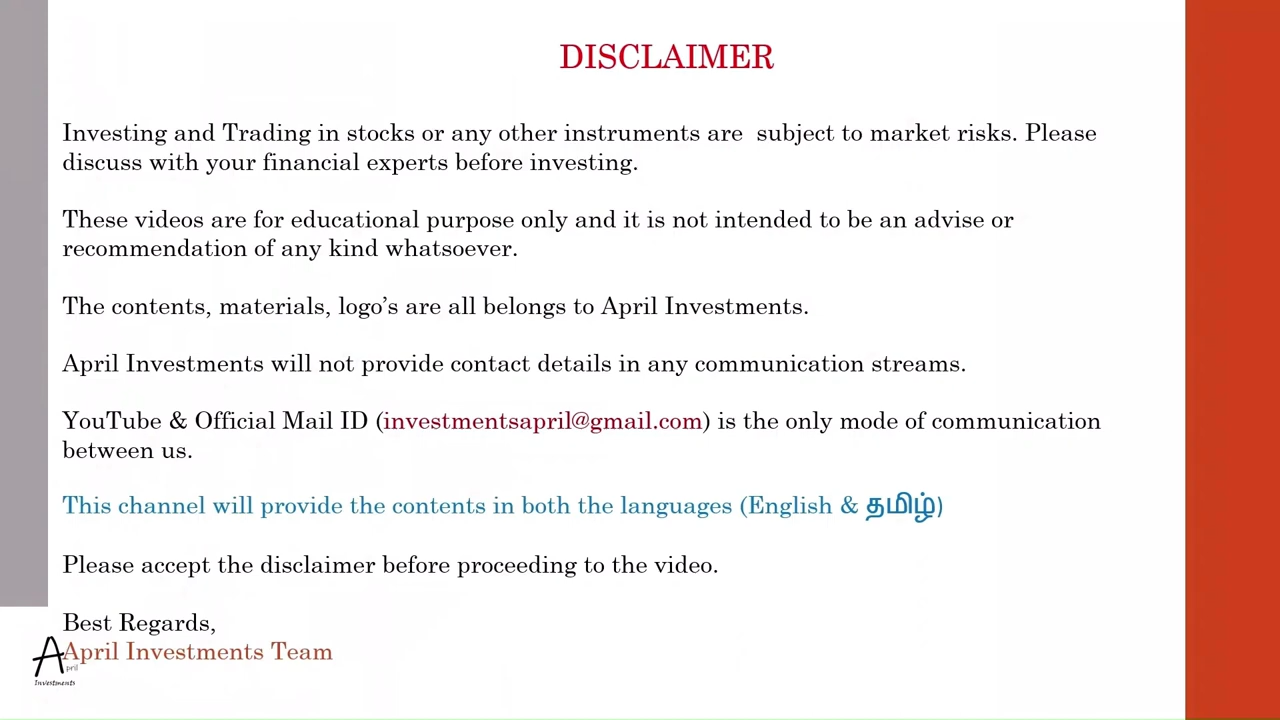 DISCLAIMER
Investing and Trading in stocks or any other instruments are  subject to market risks. Please
discuss with your financial experts before investing.
These videos are for educational purpose only and it is not intended to be an advise or
recommendation of any kind whatsoever.
The contents, materials, logo’s are all belongs to April Investments.
April Investments will not provide contact details in any communication streams.
YouTube & Official Mail ID (investmentsapril@gmail.com) is the only mode of communication
between us.
This channel will provide the contents in both the languages (English & தமிழ்)
Please accept the disclaimer before proceeding to the video.
Best Regards,
April Investments Team
April
Investments